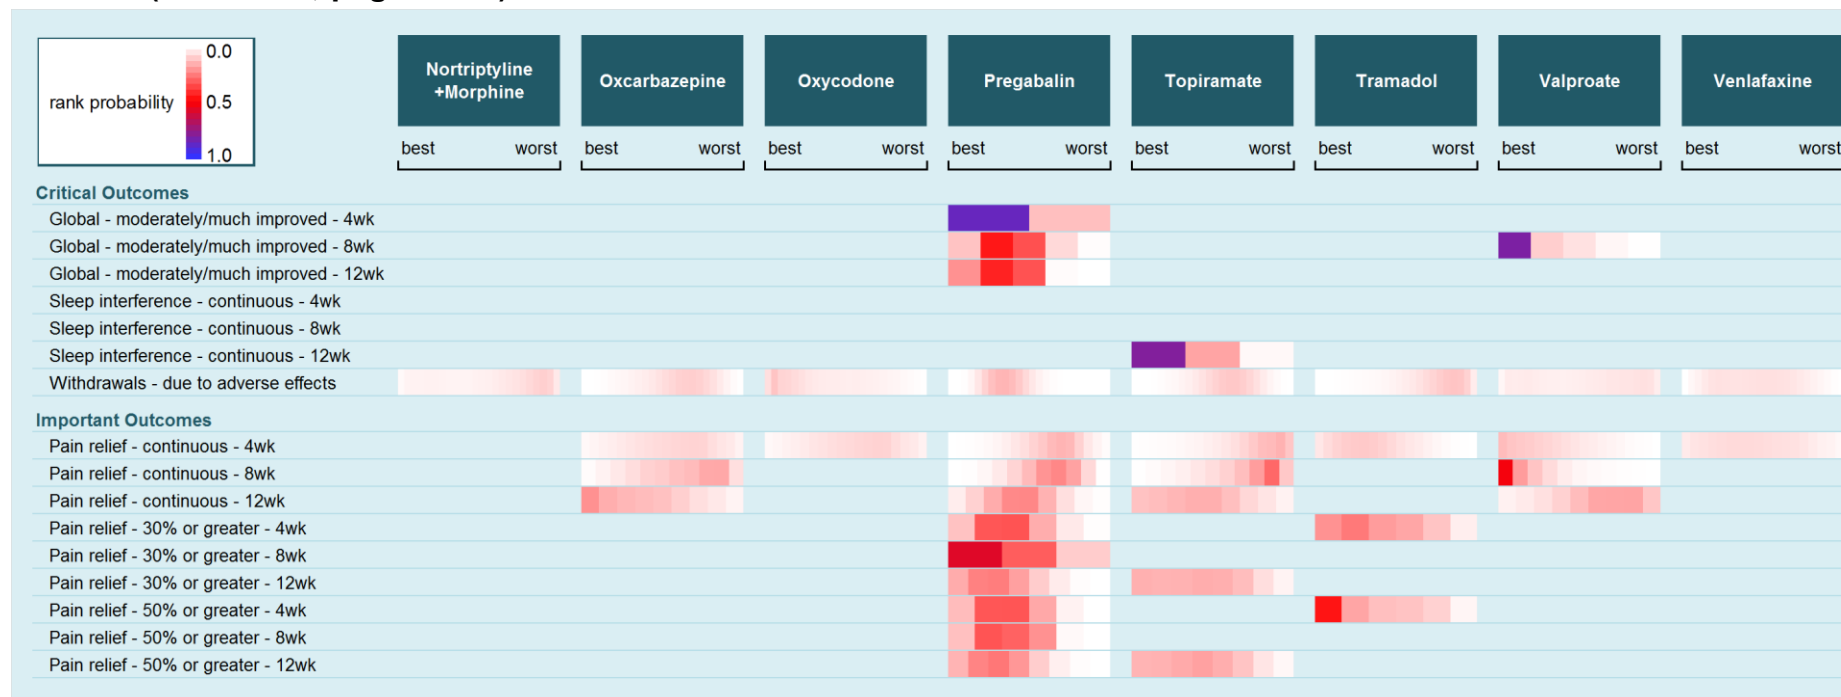 rank probability
0.0
0.5
1.0
Nortriptyline
+Morphine
Oxcarbazepine
Oxycodone
Pregabalin
Topiramate
Tramadol
Valproate
Venlafaxine
best worst best worst best worst best worst best worst best worst best worst best worst
Critical Outcomes
Global - moderately/much improved - 4wk
Global - moderately/much improved - 8wk
Global - moderately/much improved - 12wk
Sleep interference - continuous - 4wk
Sleep interference - continuous - 8wk
Sleep interference - continuous - 12wk
Withdrawals - due to adverse effects
Important Outcomes
Pain relief - continuous - 4wk
Pain relief - continuous - 8wk
Pain relief - continuous - 12wk
Pain relief - 30% or greater - 4wk
Pain relief - 30% or greater - 8wk
Pain relief - 30% or greater - 12wk
Pain relief - 50% or greater - 4wk
Pain relief - 50% or greater - 8wk
Pain relief - 50% or greater - 12wk